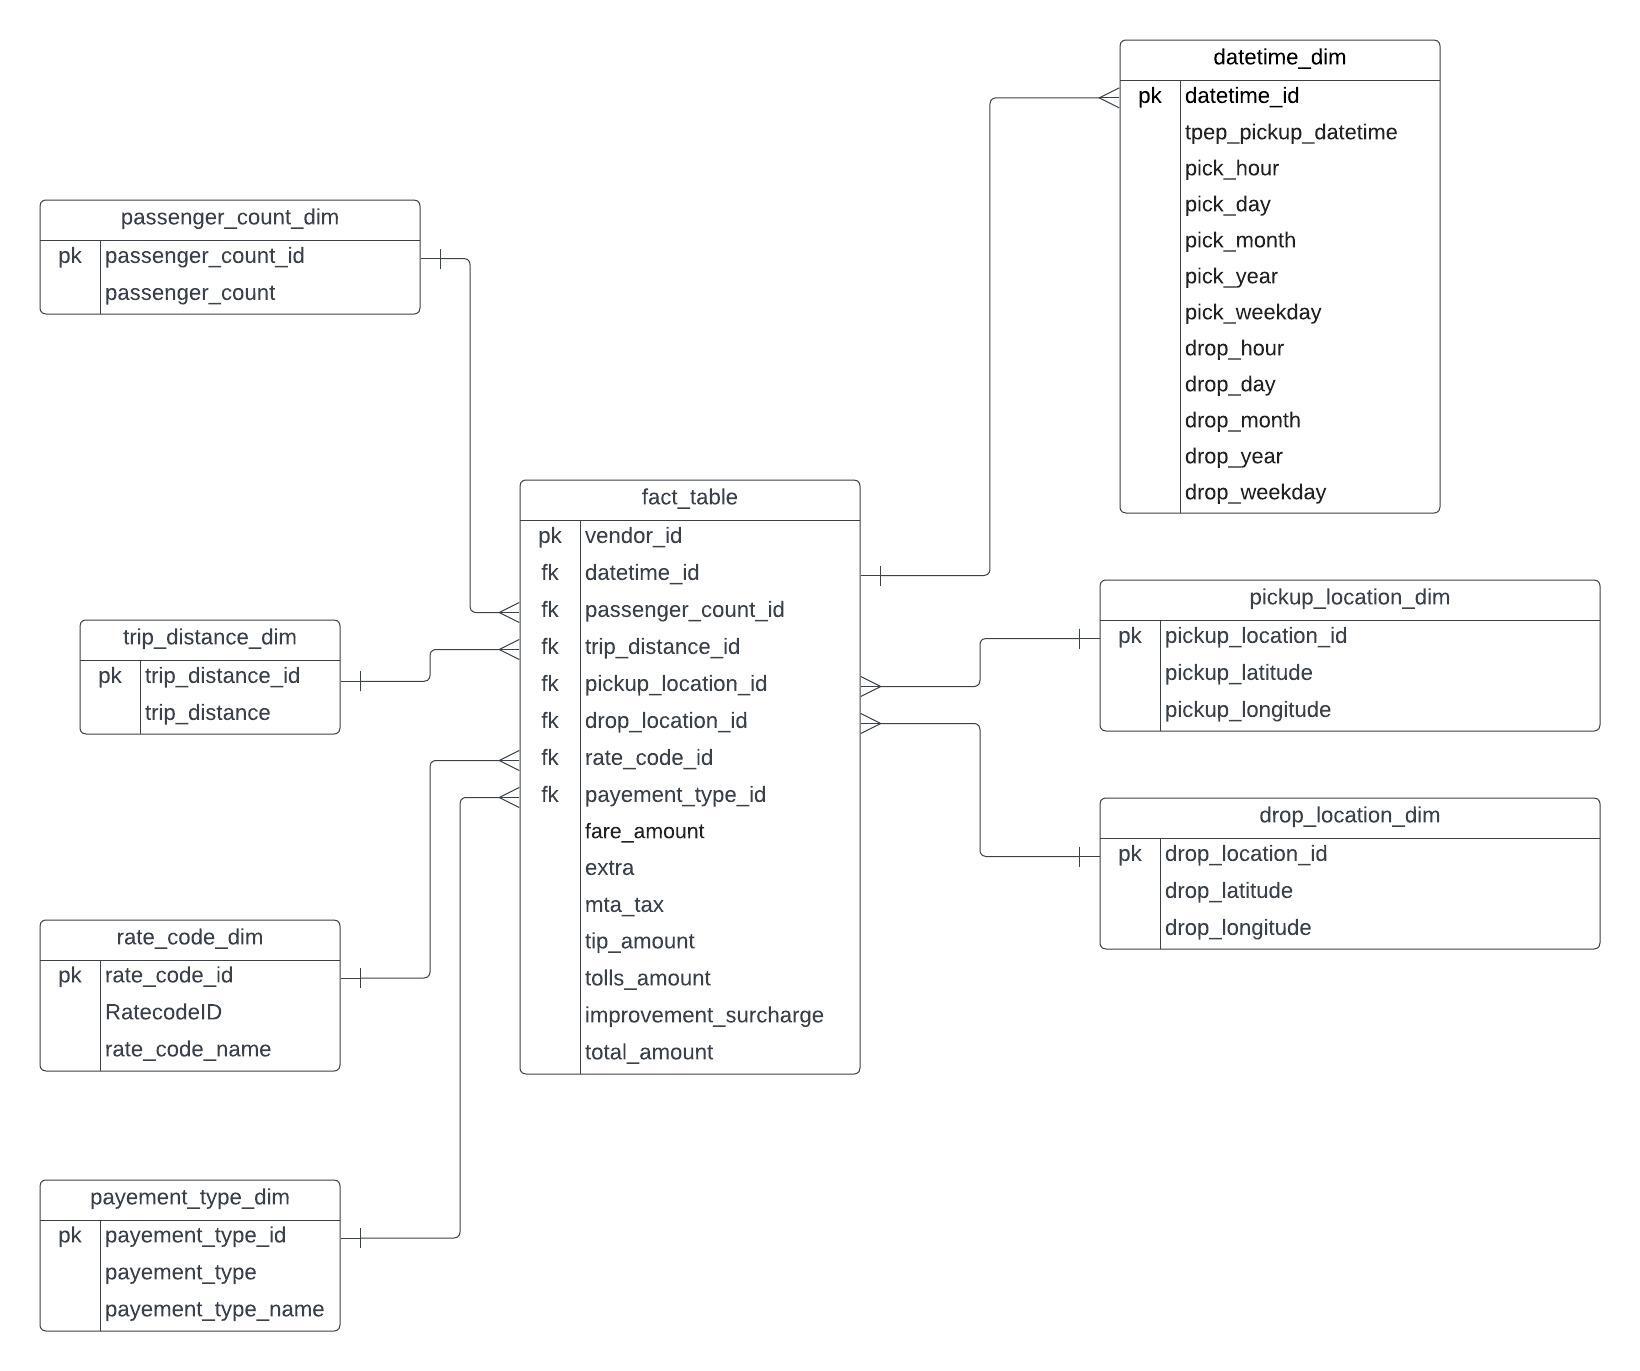 datetime_dim
pk datetime_id
tpep_pickup_datetime
pick_hour
pick_day
pick_month
pick_year
pick_weekday
drop_hour
drop_day
drop_month
drop_year
drop_weekday
passenger_count_dim
pk passenger_count_id
passenger_count
fact_table
pk vendor_id
fk datetime_id
fk passenger_count_id
fk trip_distance_id
fk pickup_location_id
fk drop_location_id
fk rate_code_id
fk payement_type_id
fare_amount
extra
mta_tax
tip_amount
tolls_amount
improvement_surcharge
total_amount
pickup_location_dim
pk pickup_location_id
pickup_latitude
pickup_longitude
trip_distance_dim
pk trip_distance_id
trip_distance
drop_location_dim
pk drop_location_id
drop_latitude
drop_longitude
rate_code_dim
pk rate_code_id
RatecodeID
rate_code_name
payement_type_dim
pk payement_type_id
payement_type
payement_type_name